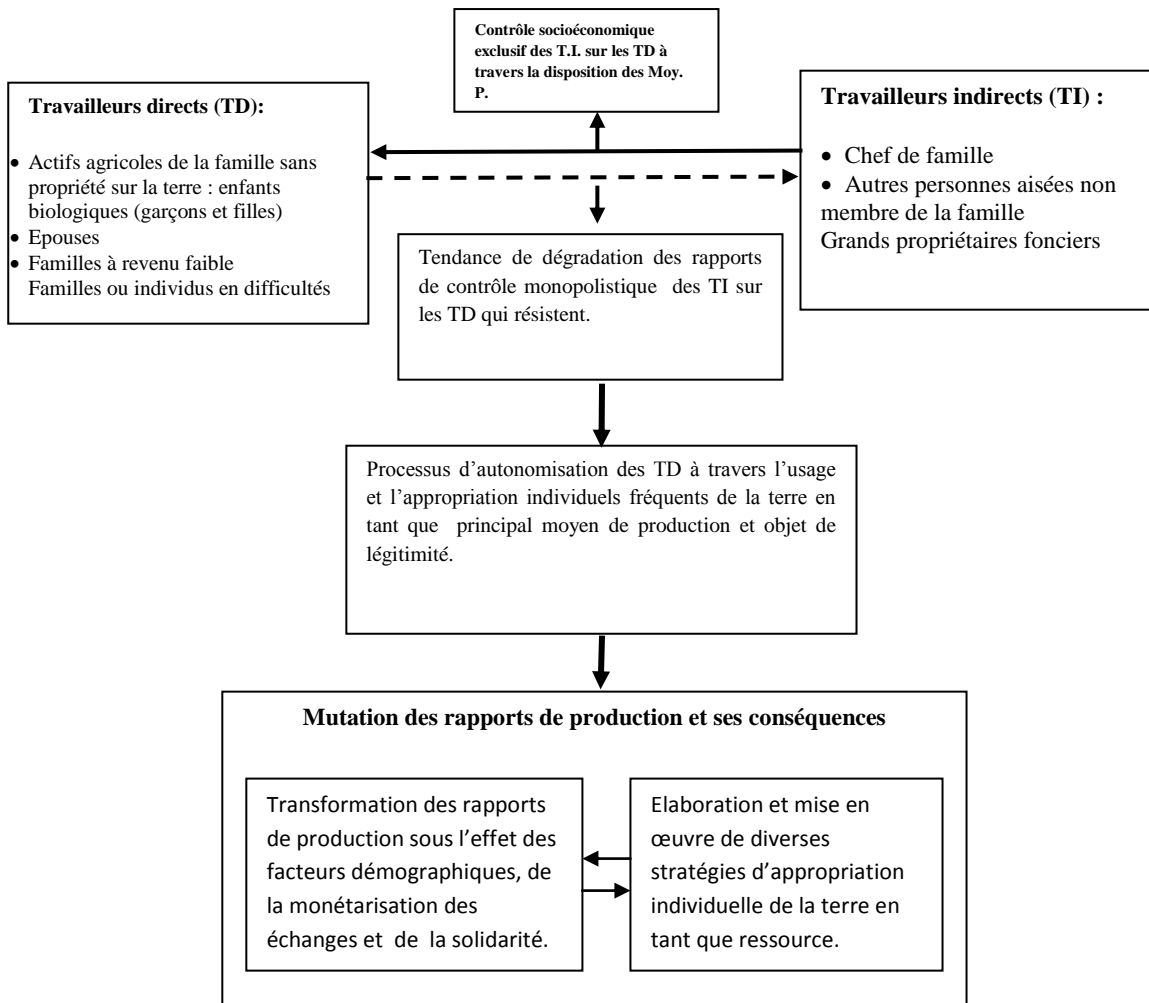 Contrôle socioéconomique
exclusif des T.I. sur les TD à
travers la disposition des Moy.
P.
Travailleurs directs (TD):
• Actifs agricoles de la famille sans
propriété sur la terre : enfants
biologiques (garçons et filles)
• Epouses
• Familles à revenu faible
Familles ou individus en difficultés
Travailleurs indirects (TI) :
• Chef de famille
• Autres personnes aisées non
membre de la famille
Grands propriétaires fonciers
Tendance de dégradation des rapports
de contrôle monopolistique des TI sur
les TD qui résistent.
Processus d’autonomisation des TD à travers l’usage
et l’appropriation individuels fréquents de la terre en
tant que principal moyen de production et objet de
légitimité.
Mutation des rapports de production et ses conséquences
Transformation des rapports
de production sous l’effet des
facteurs démographiques, de
la monétarisation des
échanges et de la solidarité.
Elaboration et mise en
œuvre de diverses
stratégies d’appropriation
individuelle de la terre en
tant que ressource.